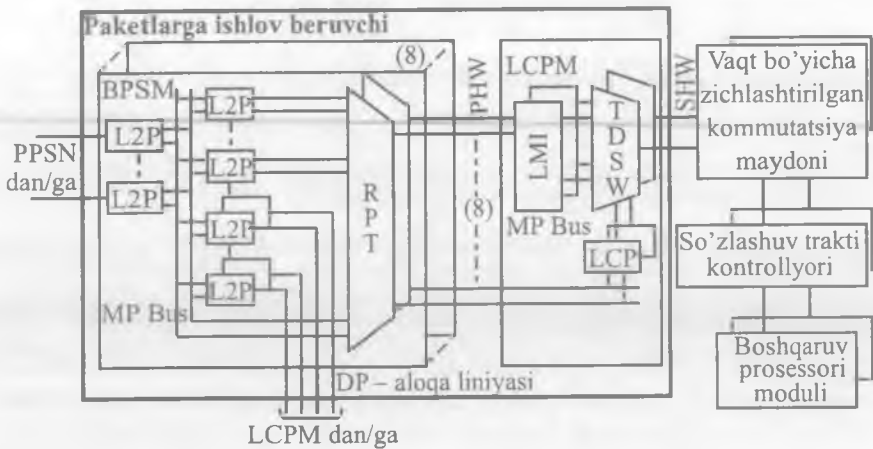 Paketlarga ishlov beruvchi
(8)
BPSM
L2P
L2P
PPSN
dan/ga
L2P
L2P
L2P
L2P
MP Bus
RPT
DP – aloqa liniyasi
LCPM dan/ga
PHW
(8)
LCPM
LMI
TDSW
MP Bus
LCP
SHW
Vaqt bo’yicha
zichlashtirilgan
kommutatsiya
maydoni
So’zlashuv trakti
kontrollyori
Boshqaruv
prosessori
moduli